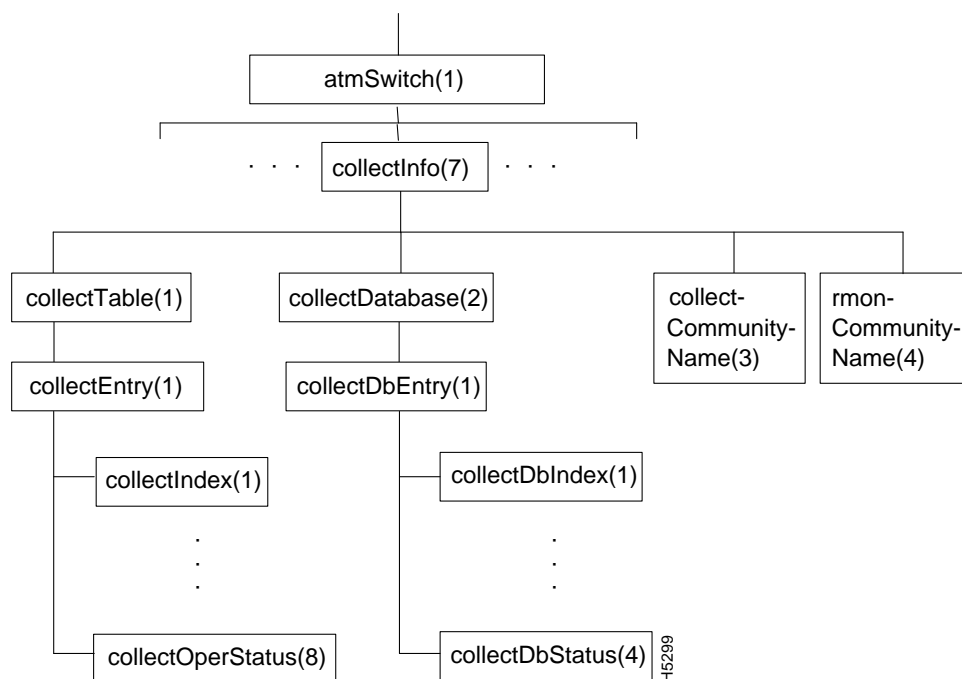 atmSwitch(1)
. . . collectInfo(7) . . .
collectTable(1)
collectDatabase(2)
collect-
Community-
Name(3)
rmon-
Community-
Name(4)
collectEntry(1)
collectDbEntry(1)
collectIndex(1)
collectDbIndex(1)
.
.
.
.
.
.
collectOperStatus(8)
collectDbStatus(4)
H5299